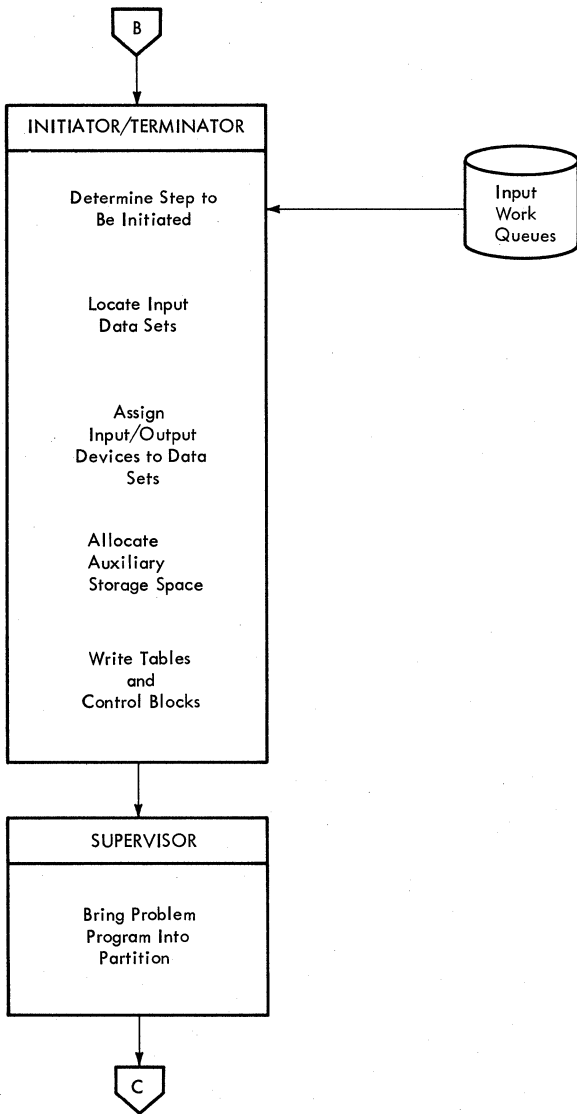 B
INITIATOR/TERMINATOR
Determine Step to
Be Initiated
Input
Work
Queues
Locate Input
Data Sets
Assign
Input/Output
Devices to Data
Sets
Allocate
Auxiliary
Storage Space
Write Tables
and
Control Blocks
SUPERVISOR
Bring Problem
Program Into
Partition
C